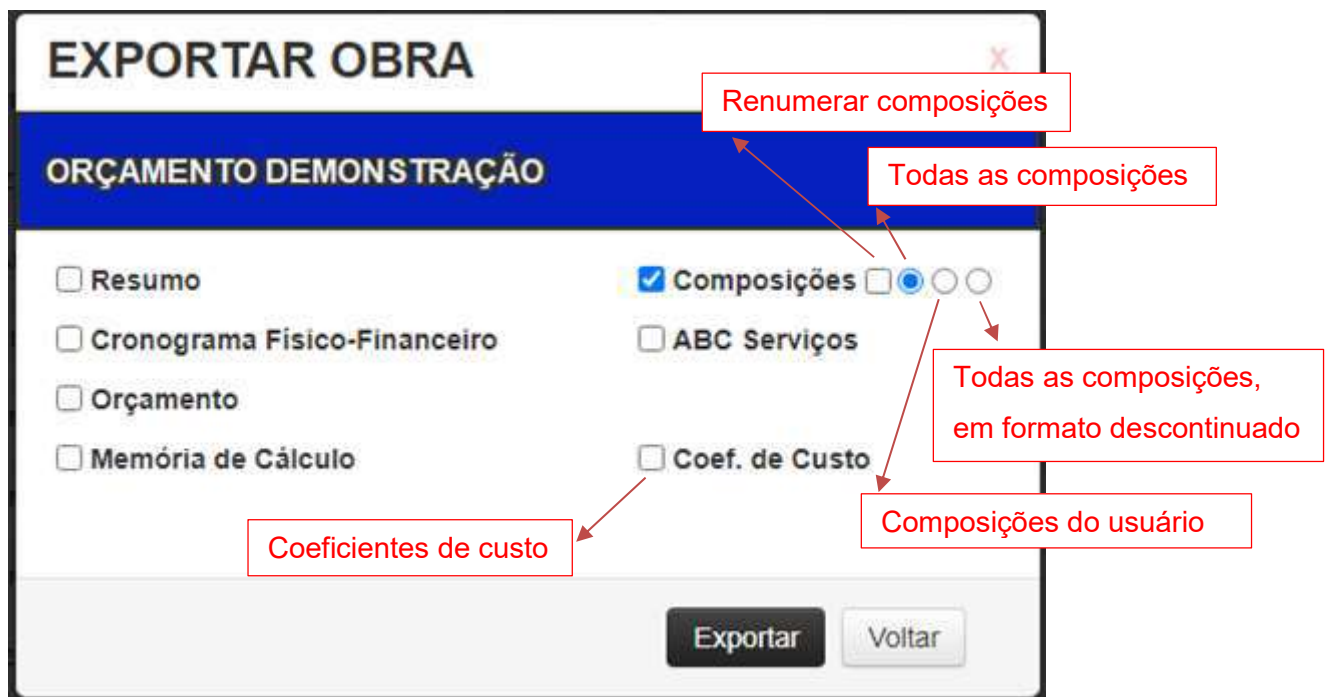 EXPORTAR OBRA
X
Renumerar composições
ORÇAMENTO DEMONSTRAÇÃO
Todas as composições
Resumo
Composições
Cronograma Físico-Financeiro
ABC Serviços
Orçamento
Todas as composições,
em formato descontinuado
Memória de Cálculo
Coef. de Custo
Composições do usuário
Coeficientes de custo
Exportar
Voltar